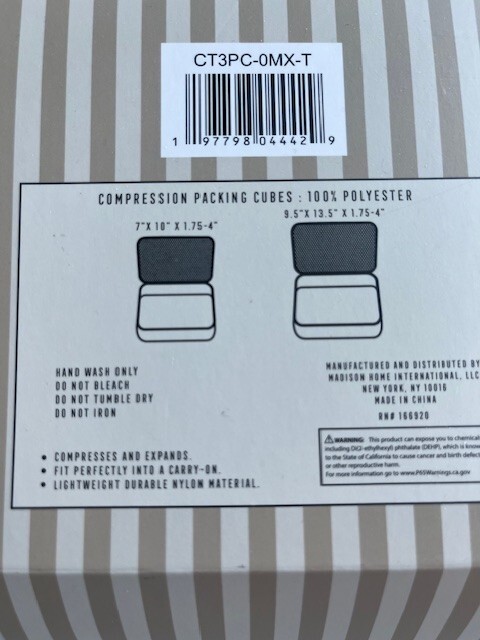 CT3PC-0MX-T
1 97798 04442 9
COMPRESSION PACKING CUBES : 100% POLYESTER
7"X 10" X 1.75-4"
9.5"X 13.5" X 1.75-4"
HAND WASH ONLY
DO NOT BLEACH
DO NOT TUMBLE DRY
DO NOT IRON
MANUFACTURED AND DISTRIBUTED BY
MADISON HOME INTERNATIONAL, LLC
NEW YORK, NY 10016
MADE IN CHINA
RN# 166920
WARNING: This product can expose you to chemical
including Di(2-ethylhexyl) phthalate (DEHP), which is know
to the State of California to cause cancer and birth defect
or other reproductive harm.
For more information go to www.P65Warnings.ca.gov
• COMPRESSES AND EXPANDS.
• FIT PERFECTLY INTO A CARRY-ON.
• LIGHTWEIGHT DURABLE NYLON MATERIAL.